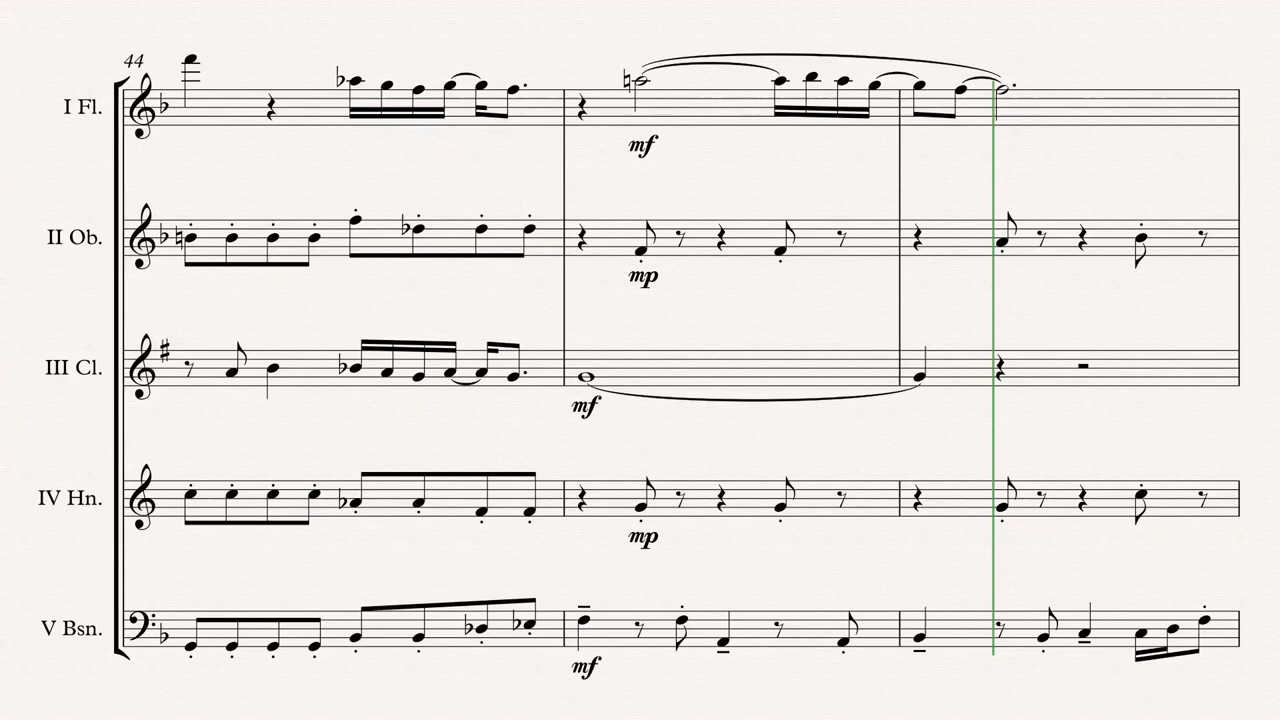 44
I Fl.
mf
II Ob.
mp
III Cl.
mf
IV Hn.
mp
V Bsn.
mf